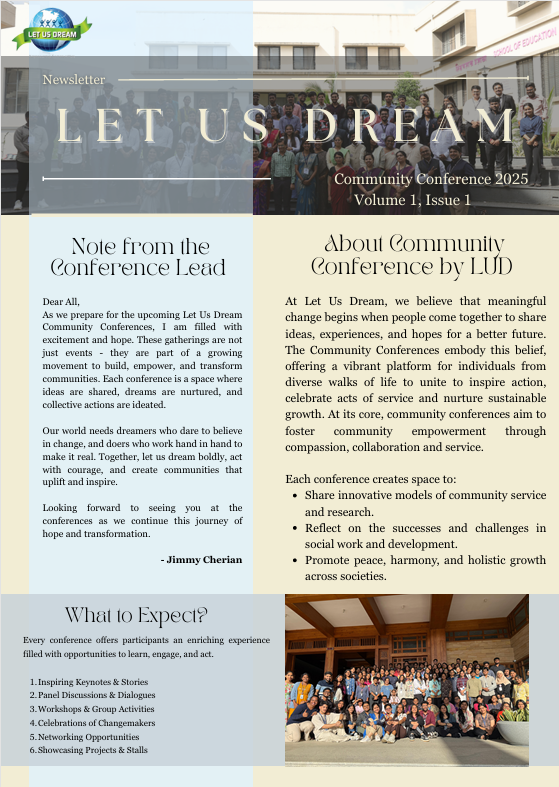 LET US DREAM
SCHOOL OF EDUCATION
Newsletter
LET US DREAM
Community Conference 2025
Volume 1, Issue 1
Note from the
Conference Lead
Dear All,
As we prepare for the upcoming Let Us Dream
Community Conferences, I am filled with
excitement and hope. These gatherings are not
just events - they are part of a growing
movement to build, empower, and transform
communities. Each conference is a space where
ideas are shared, dreams are nurtured, and
collective actions are ideated.
Our world needs dreamers who dare to believe
in change, and doers who work hand in hand to
make it real. Together, let us dream boldly, act
with courage, and create communities that
uplift and inspire.
Looking forward to seeing you at the
conferences as we continue this journey of
hope and transformation.
- Jimmy Cherian
About Community
Conference by LUD
At Let Us Dream, we believe that meaningful
change begins when people come together to share
ideas, experiences, and hopes for a better future.
The Community Conferences embody this belief,
offering a vibrant platform for individuals from
diverse walks of life to unite to inspire action,
celebrate acts of service and nurture sustainable
growth. At its core, community conferences aim to
foster community empowerment through
compassion, collaboration and service.
Each conference creates space to:
• Share innovative models of community service
and research.
• Reflect on the successes and challenges in
social work and development.
• Promote peace, harmony, and holistic growth
across societies.
What to Expect?
Every conference offers participants an enriching experience
filled with opportunities to learn, engage, and act.
1. Inspiring Keynotes & Stories
2. Panel Discussions & Dialogues
3. Workshops & Group Activities
4. Celebrations of Changemakers
5. Networking Opportunities
6. Showcasing Projects & Stalls